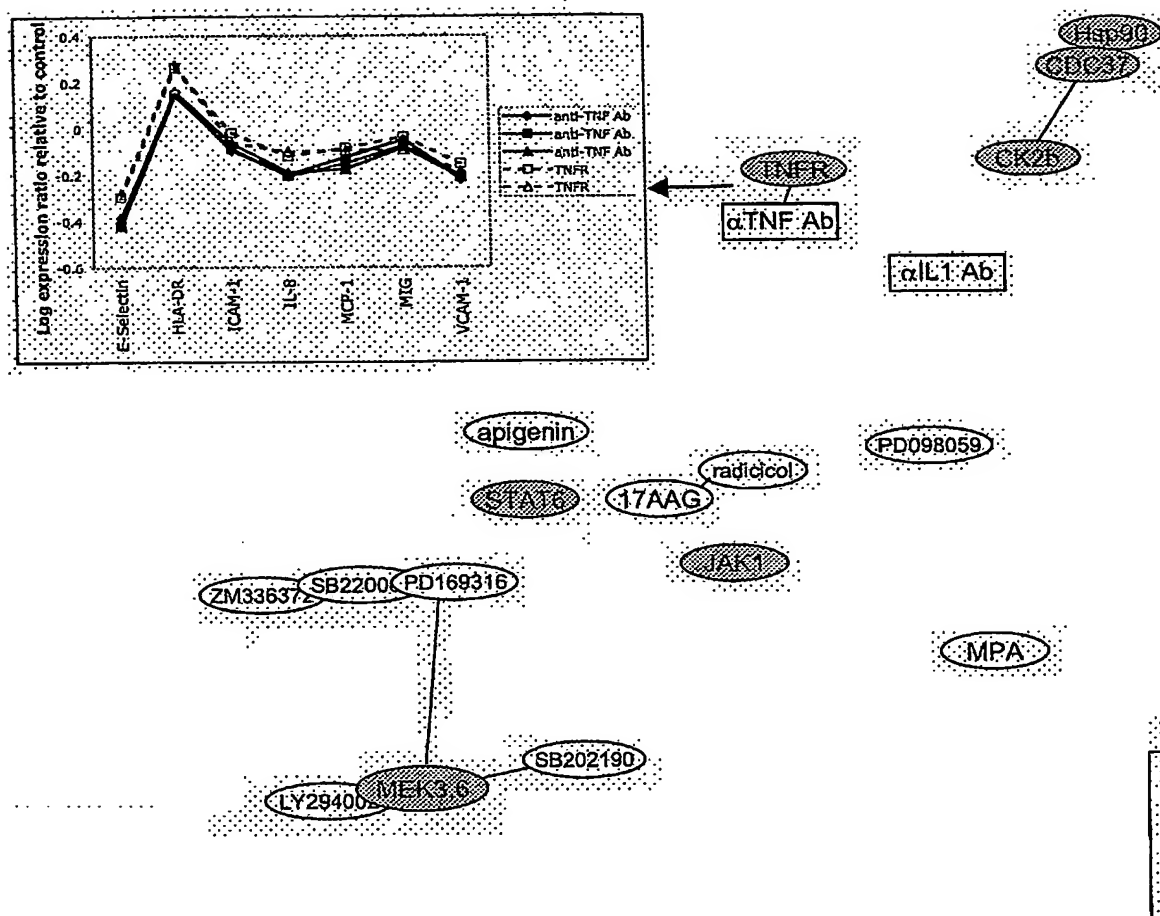 0.4
0.2
0
-0.2
-0.4
-0.6
Log expression ratio relative to control
E-Selectin
HLA-DR
ICAM-1
IL-8
MCP-1
MIG
VCAM-1
anti-TNF Ab
anti-TNF Ab
anti-TNF Ab
TNFR
TNFR
Hsp90
CDC37
CK2b
TNFR
αTNF Ab
αIL1 Ab
apigenin
PD098059
radicicol
STAT6
17AAG
JAK1
ZM336372
SB2200
PD169316
MPA
SB202190
MEK3,6
LY29400